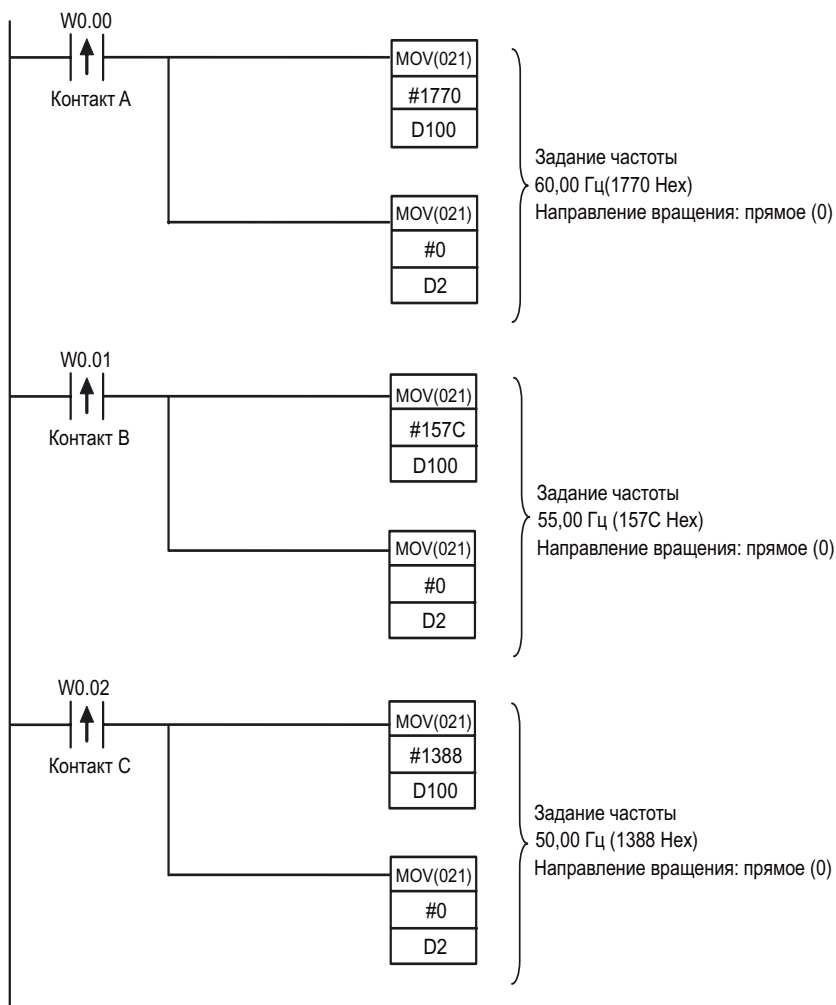 W0.00
Контакт A
MOV(021)
#1770
D100
MOV(021)
#0
D2
Задание частоты
60,00 Гц(1770 Hex)
Направление вращения: прямое (0)
W0.01
Контакт B
MOV(021)
#157C
D100
MOV(021)
#0
D2
Задание частоты
55,00 Гц (157C Hex)
Направление вращения: прямое (0)
W0.02
Контакт C
MOV(021)
#1388
D100
MOV(021)
#0
D2
Задание частоты
50,00 Гц (1388 Hex)
Направление вращения: прямое (0)